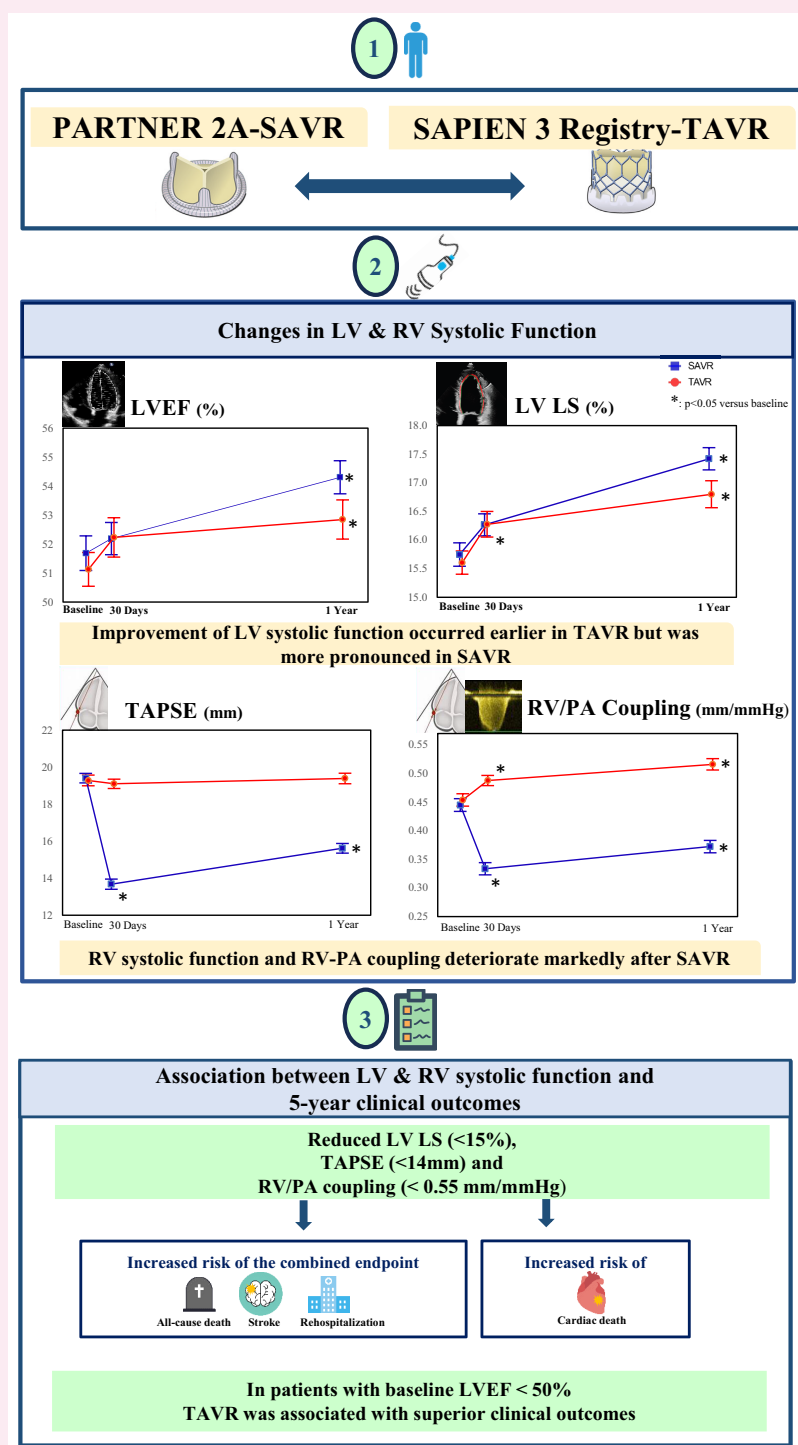 1
PARTNER 2A-SAVR
SAPIEN 3 Registry-TAVR
2
Changes in LV & RV Systolic Function
SAVR
TAVR
*: p<0.05 versus baseline
LVEF (%)
56
55
54
53
52
51
50
*
*
Baseline 30 Days 1 Year
LV LS (%)
18.0
17.5
17.0
16.5
16.0
15.5
15.0
*
*
*
Baseline 30 Days 1 Year
Improvement of LV systolic function occurred earlier in TAVR but was
more pronounced in SAVR
TAPSE (mm)
22
20
18
16
14
12
*
*
Baseline 30 Days 1 Year
RV/PA Coupling (mm/mmHg)
0.55
0.50
0.45
0.40
0.35
0.30
0.25
*
*
*
*
Baseline 30 Days 1 Year
RV systolic function and RV-PA coupling deteriorate markedly after SAVR
3
Association between LV & RV systolic function and
5-year clinical outcomes
Reduced LV LS (<15%),
TAPSE (<14mm) and
RV/PA coupling (< 0.55 mm/mmHg)
Increased risk of the combined endpoint
All-cause death
Stroke
Rehospitalization
Increased risk of
Cardiac death
In patients with baseline LVEF < 50%
TAVR was associated with superior clinical outcomes